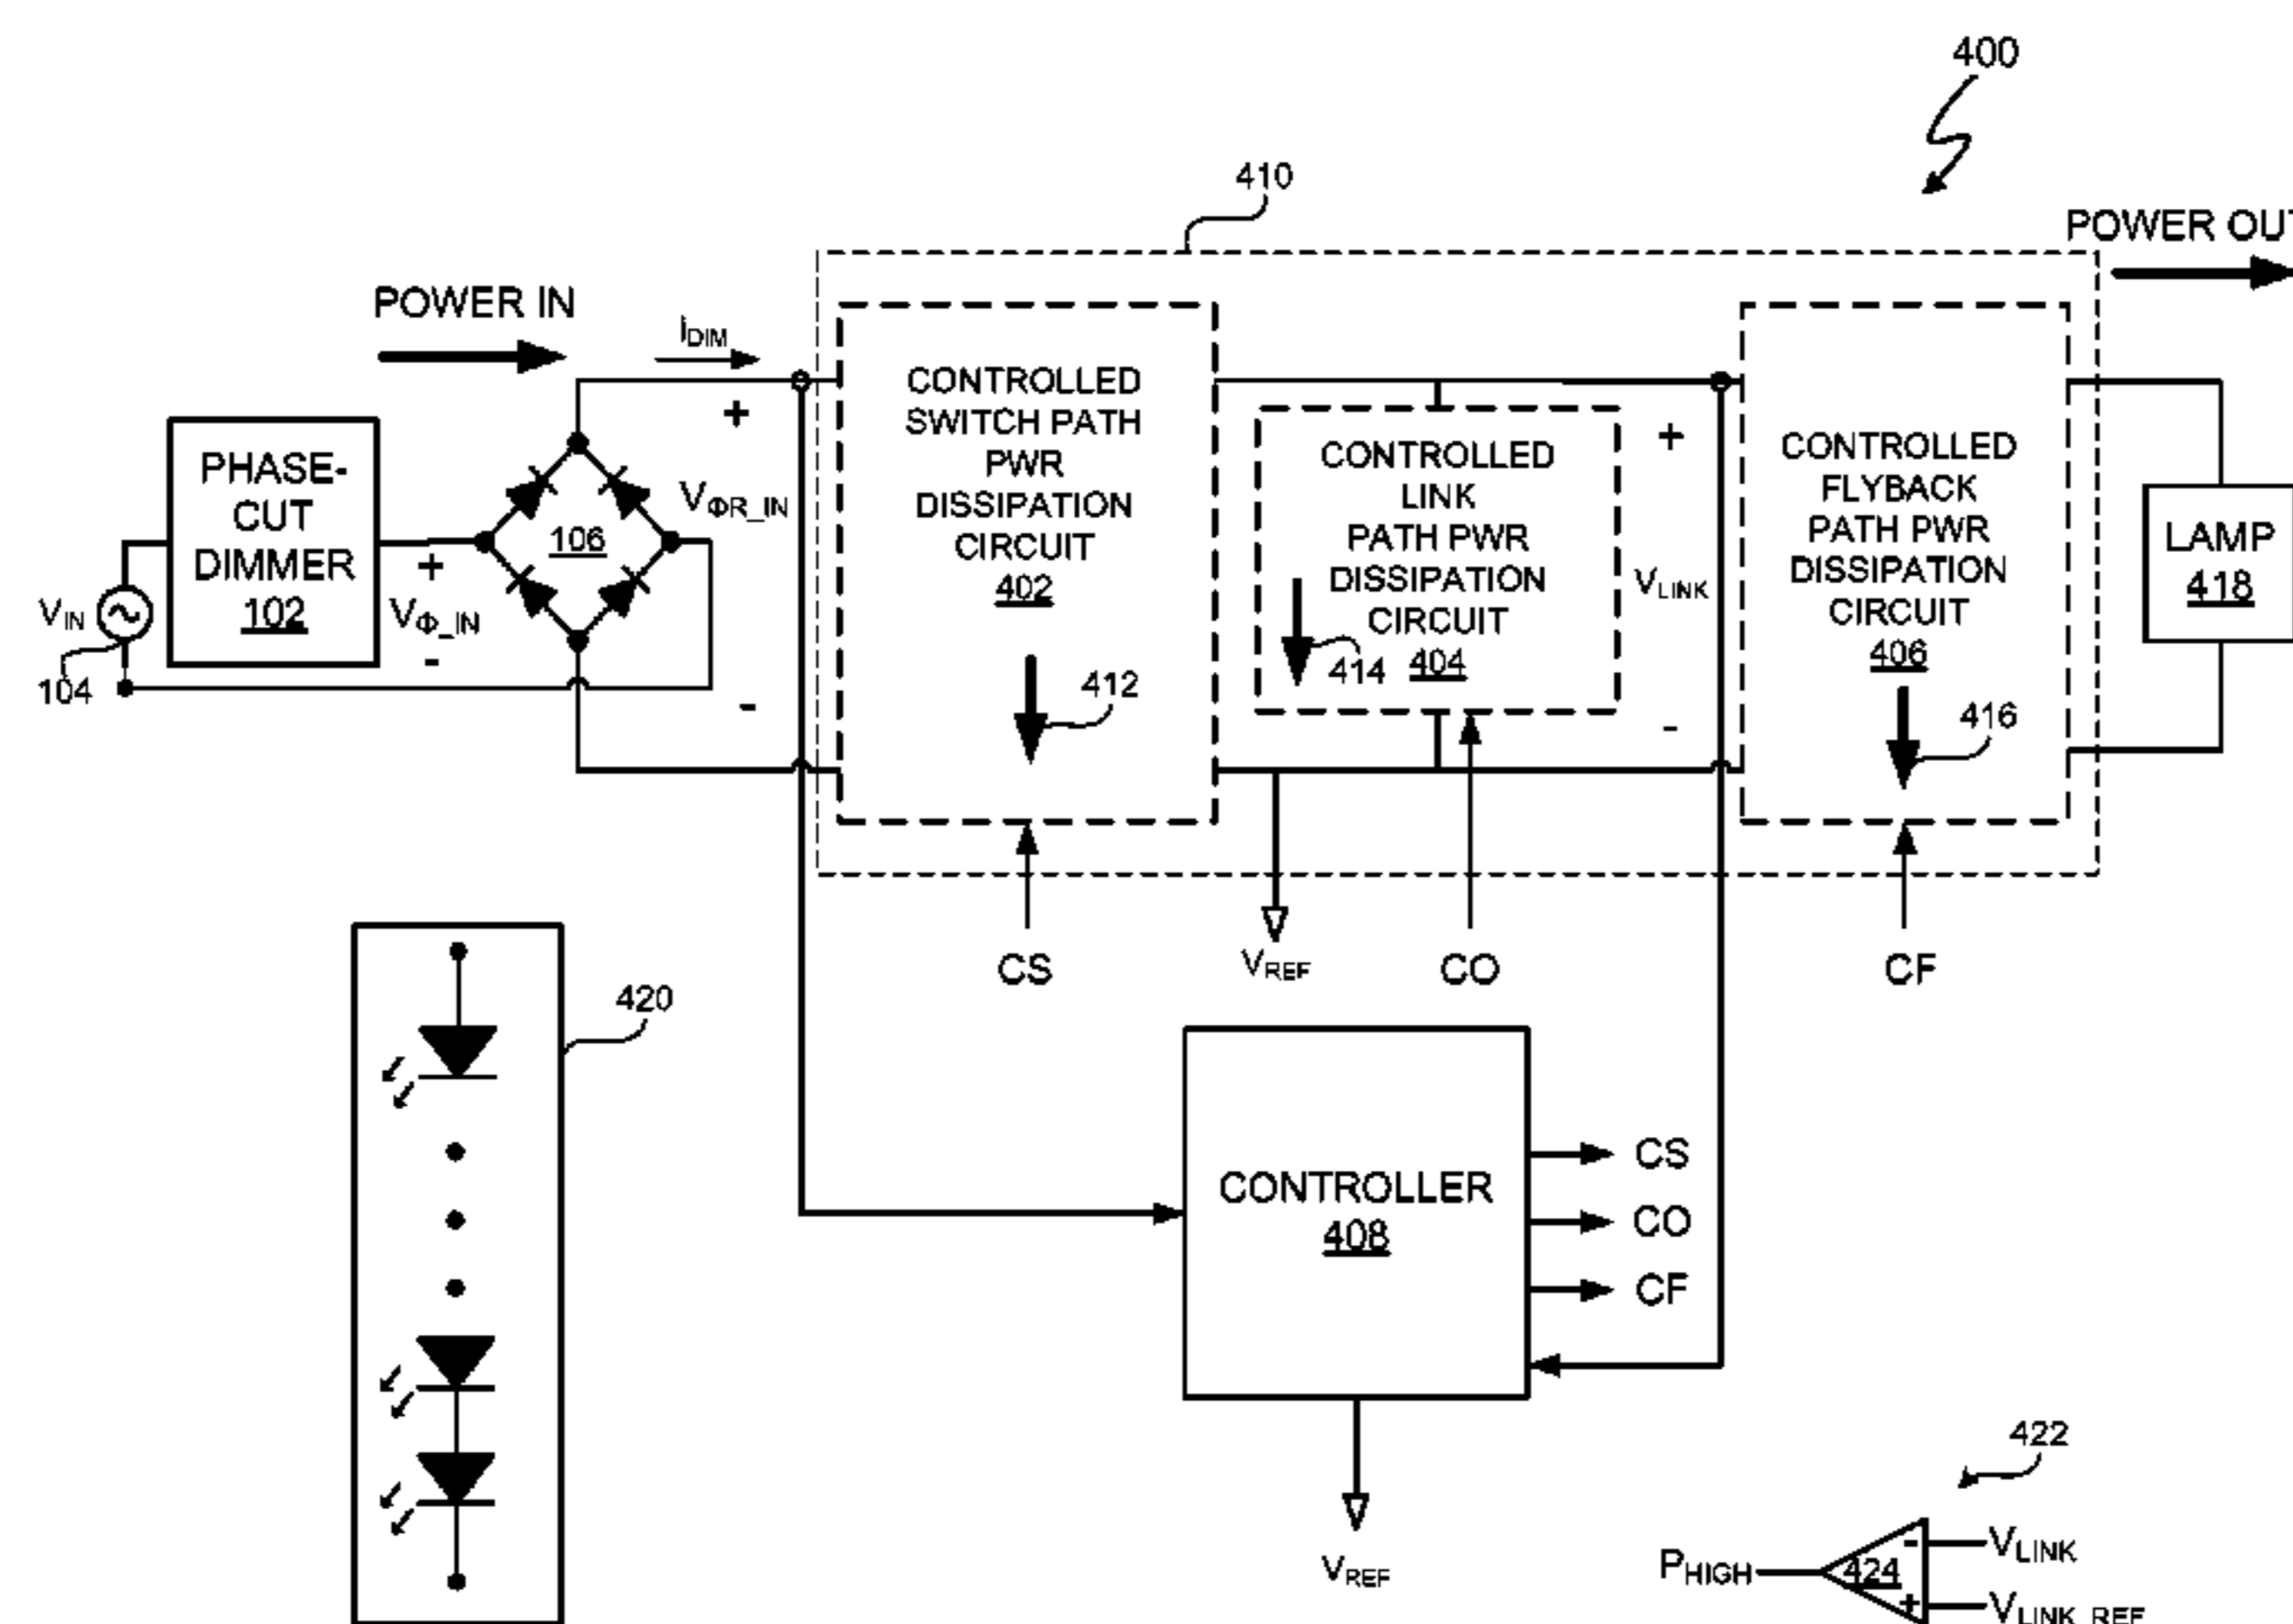 400
410
POWER OUT
POWER IN
iDIM
+
CONTROLLED
SWITCH PATH
PWR
DISSIPATION
CIRCUIT
402
412
CONTROLLED
LINK
PATH PWR
DISSIPATION
CIRCUIT
404
414
+
VLINK
-
CONTROLLED
FLYBACK
PATH PWR
DISSIPATION
CIRCUIT
406
416
LAMP
418
PHASE-
CUT
DIMMER
102
VIN
104
+
VΦ_IN
-
106
VΦR_IN
-
CS
VREF
CO
CF
420
CONTROLLER
408
CS
CO
CF
VREF
422
PHIGH
424
-
+
VLINK
VLINK_REF